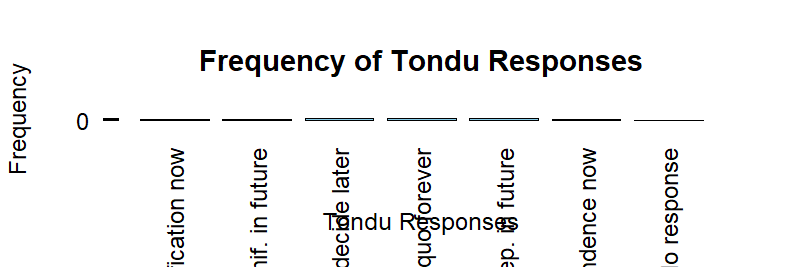 Frequency of Tondu Responses
Frequency
0
fication now
nif. in future
decide later
quo forever
ep. in future
ndence now
lo response
Tondu Responses